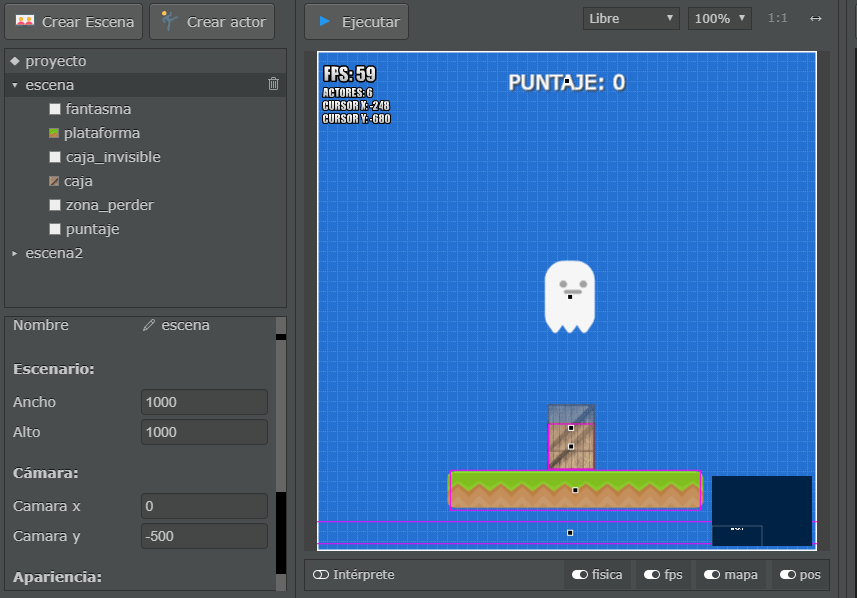 Crear Escena
Crear actor
Ejecutar
Libre
100%
1:1
proyecto
escena
fantasma
plataforma
caja_invisible
caja
zona_perder
puntaje
escena2
Nombre
escena
Escenario:
Ancho
1000
Alto
1000
Cámara:
Camara x
0
Camara y
-500
Apariencia:
FPS: 59
ACTORES: 6
CURSOR X: -248
CURSOR Y: -680
PUNTAJE: 0
Intérprete
fisica
fps
mapa
pos